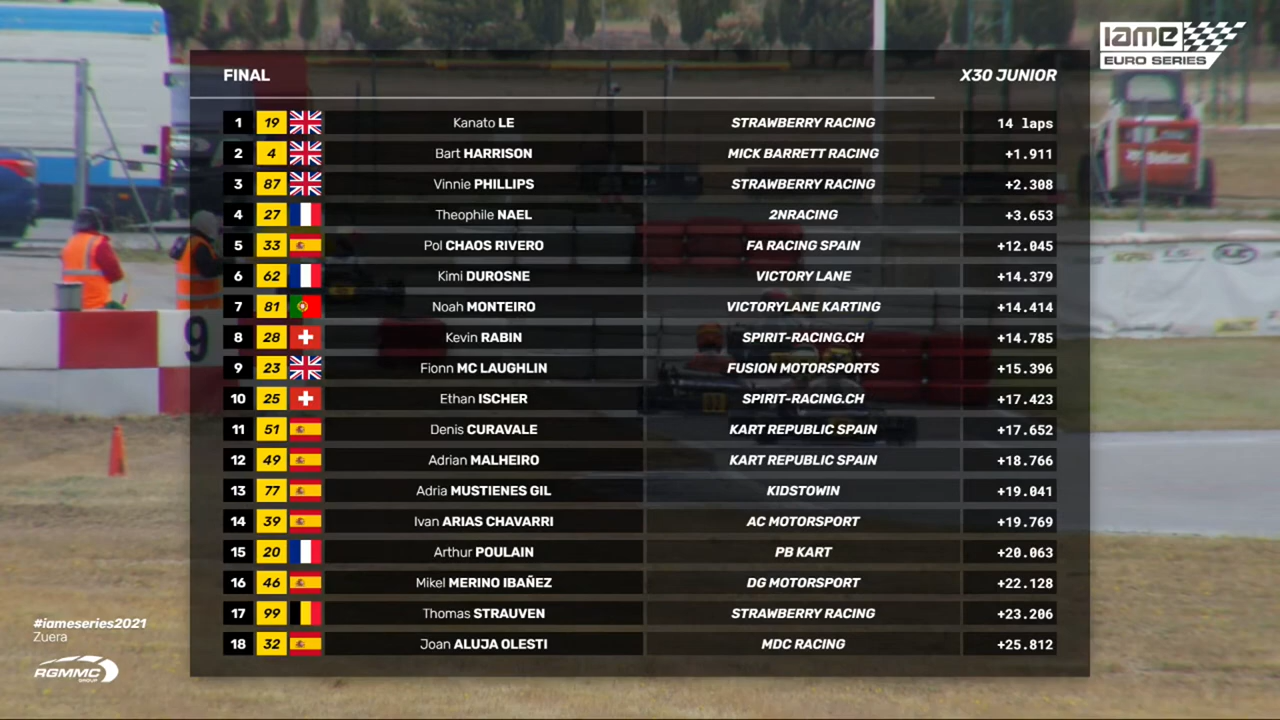 iame
EURO SERIES
FINAL X30 JUNIOR
1 19 Kanato LE STRAWBERRY RACING 14 laps
2 4 Bart HARRISON MICK BARRETT RACING +1.911
3 87 Vinnie PHILLIPS STRAWBERRY RACING +2.308
4 27 Theophile NAEL 2NRACING +3.653
5 33 Pol CHAOS RIVERO FA RACING SPAIN +12.045
6 62 Kimi DUROSNE VICTORY LANE +14.379
7 81 Noah MONTEIRO VICTORYLANE KARTING +14.414
8 28 Kevin RABIN SPIRIT-RACING.CH +14.785
9 23 Fionn MC LAUGHLIN FUSION MOTORSPORTS +15.396
10 25 Ethan ISCHER SPIRIT-RACING.CH +17.423
11 51 Denis CURAVALE KART REPUBLIC SPAIN +17.652
12 49 Adrian MALHEIRO KART REPUBLIC SPAIN +18.766
13 77 Adria MUSTIENES GIL KIDSTOWIN +19.041
14 39 Ivan ARIAS CHAVARRI AC MOTORSPORT +19.769
15 20 Arthur POULAIN PB KART +20.063
16 46 Mikel MERINO IBAÑEZ DG MOTORSPORT +22.128
17 99 Thomas STRAUVEN STRAWBERRY RACING +23.206
18 32 Joan ALUJA OLESTI MDC RACING +25.812
Bobcat
9
#iameseries2021
Zuera
RGMMC
GROUP